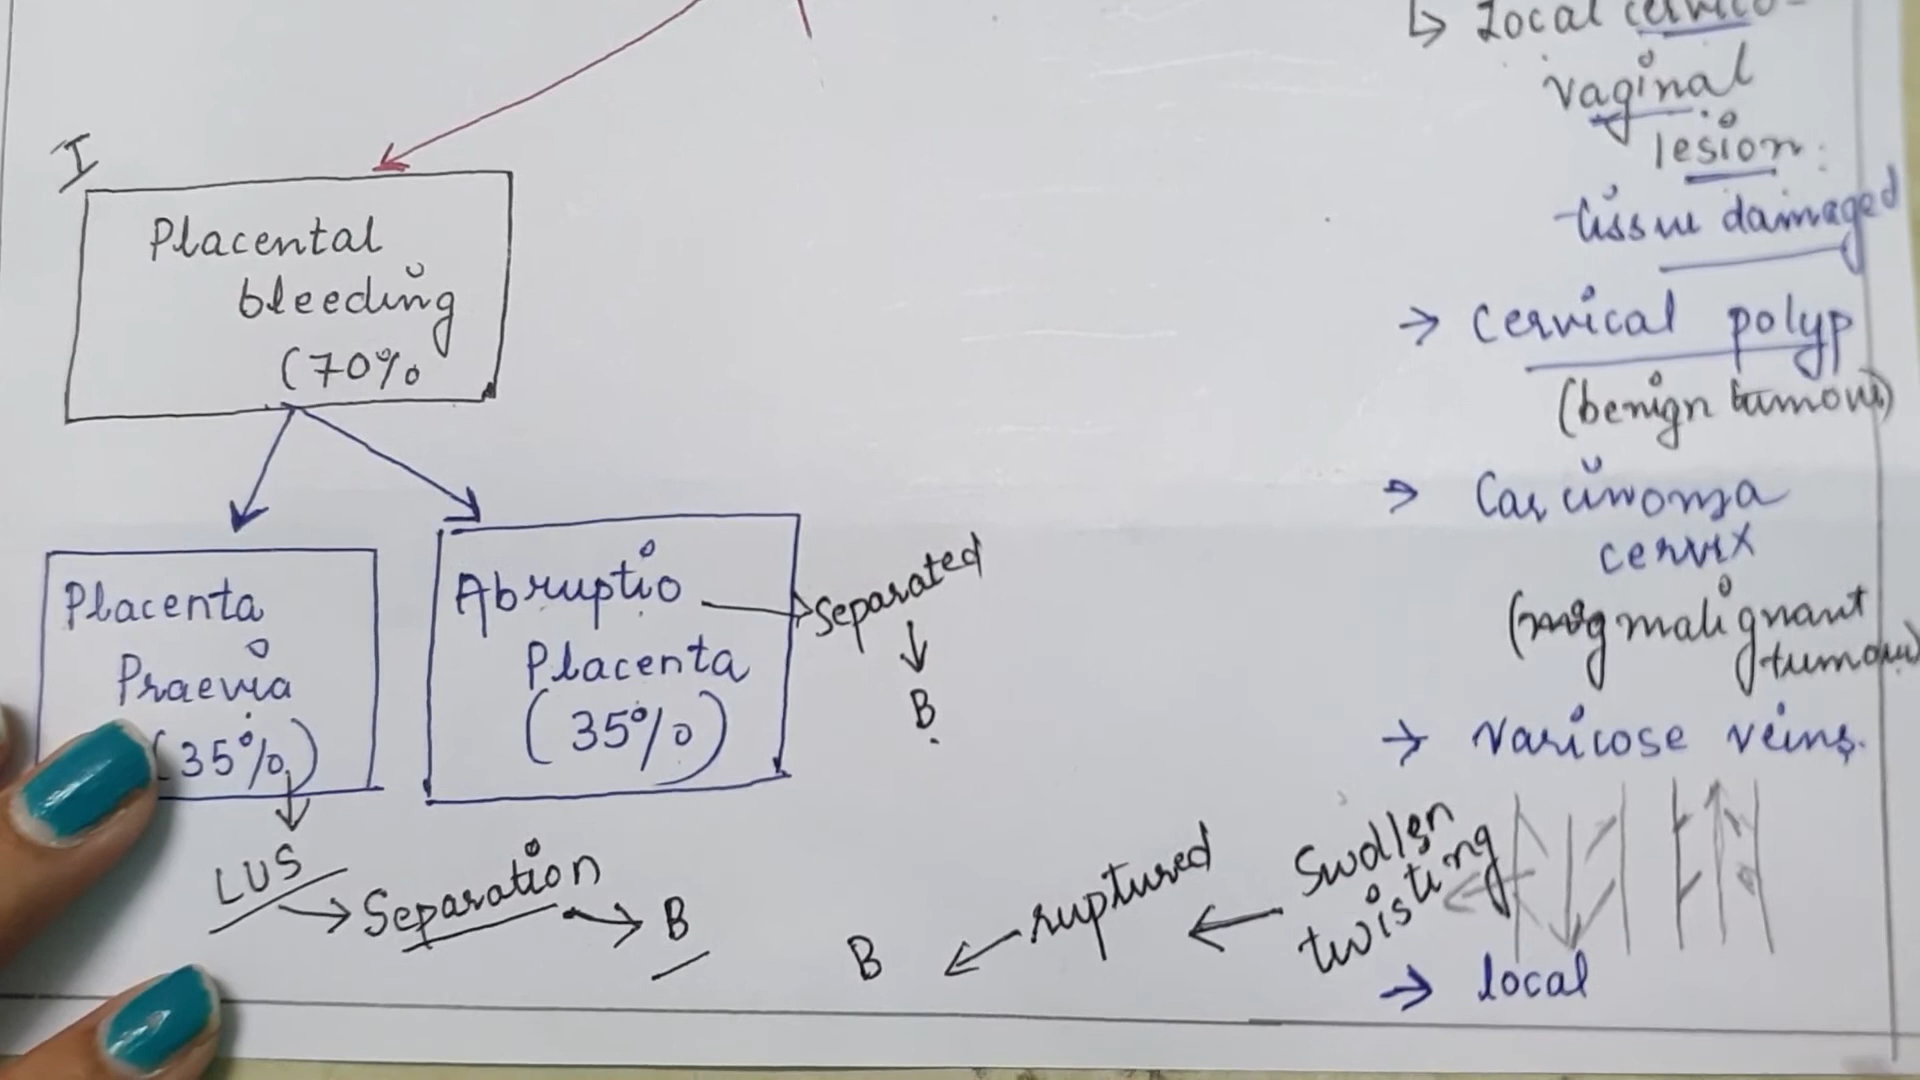 I
Placental
bleeding
(70%
Placenta
Praevia
(35%)
LUS
Separation
B
Abruptio
Placenta
(35%)
Separated
B
Local cervico-
vaginal
lesion
tissue damaged
cervical polyp
(benign tumour)
Carcinoma
cervix
malignant
tumour)
Varicose veins
Swollen
twisting
ruptured
B
local